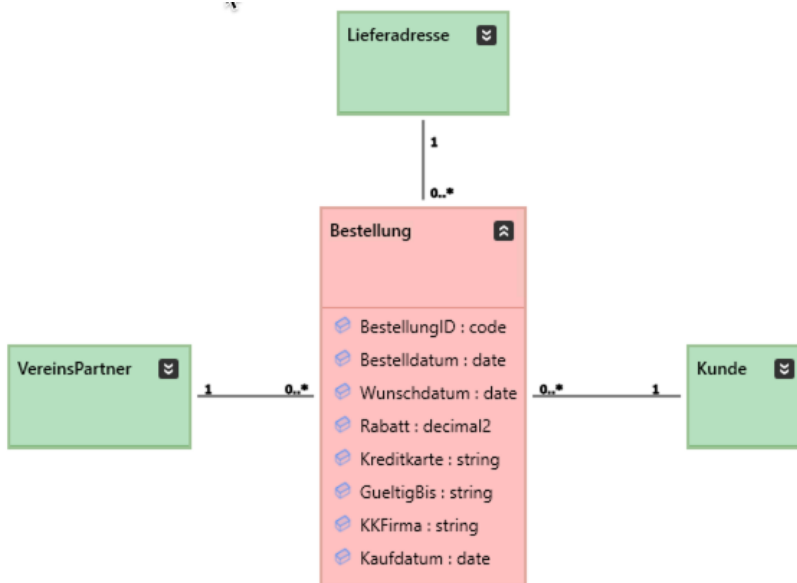 Lieferadresse
1
0..*
Bestellung
BestellungID : code
Bestelldatum : date
Wunschdatum : date
Rabatt : decimal2
Kreditkarte : string
GueltigBis : string
KKFirma : string
Kaufdatum : date
VereinsPartner
1 0..*
0..* 1
Kunde